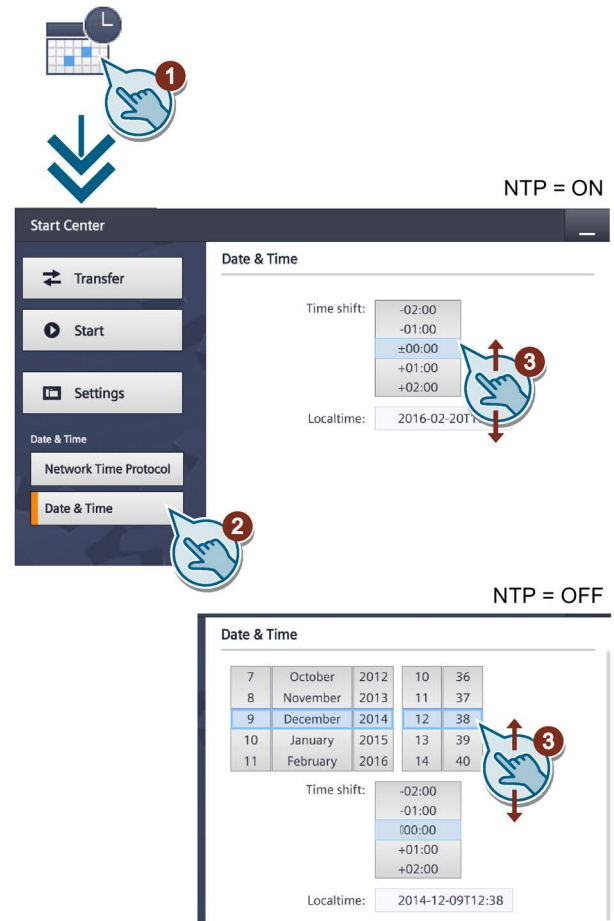 1
NTP = ON
Start Center
Transfer
Start
Settings
Date & Time
Network Time Protocol
Date & Time
2
Date & Time
Time shift:
-02:00
-01:00
±00:00
+01:00
+02:00
3
Localtime: 2016-02-20T
NTP = OFF
Date & Time
7 October 2012 10 36
8 November 2013 11 37
9 December 2014 12 38
10 January 2015 13 39
11 February 2016 14 40
3
Time shift:
-02:00
-01:00
▯00:00
+01:00
+02:00
Localtime: 2014-12-09T12:38